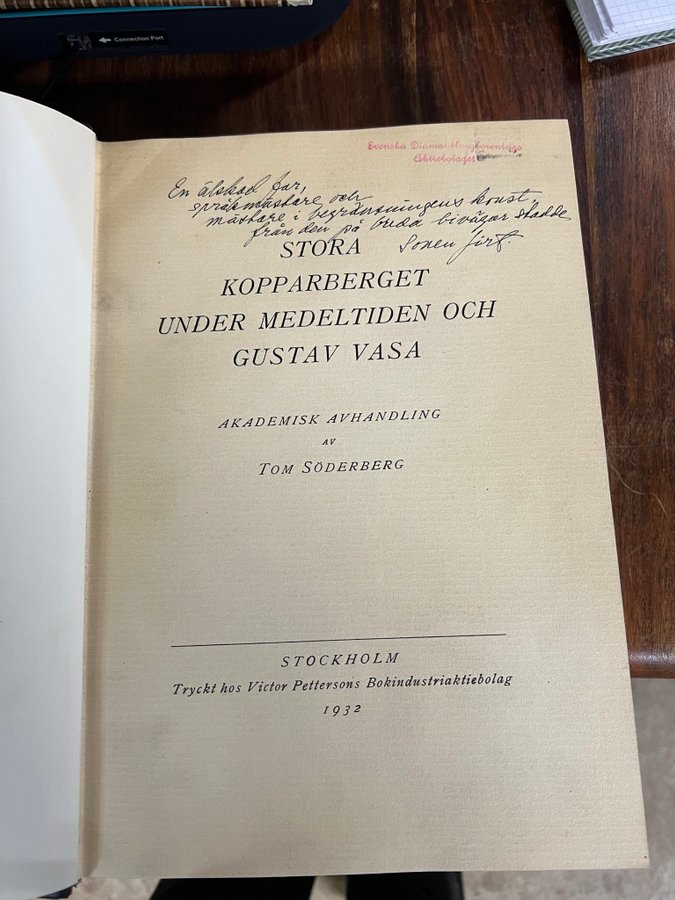 Connection Port
Svenska Diamantbergborrnings
Aktiebolaget
En älskad far,
språkmästare och
mästare i begränsningens konst,
från den på bivägar stadde
Sonen
STORA
KOPPARBERGET
UNDER MEDELTIDEN OCH
GUSTAV VASA
AKADEMISK AVHANDLING
AV
TOM SÖDERBERG
STOCKHOLM
Tryckt hos Victor Pettersons Bokindustriaktiebolag
1932